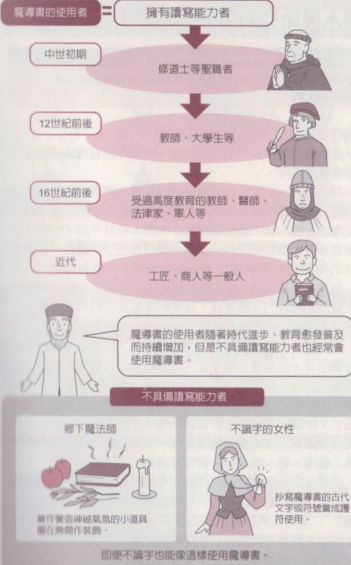 魔導書的使用者
=
擁有讀寫能力者
中世初期
修道士等聖職者
12世紀前後
教師、大學生等
16世紀前後
受過高度教育的教師、醫師、
法律家、軍人等
近代
工匠、商人等一般人
魔導書的使用者隨著時代進步、教育愈發普及
而持續增加，但是不具備讀寫能力者也經常會
使用魔導書。
不具備讀寫能力者
鄉下魔法師
當作營造神祕氣氛的小道具
擺在房間作裝飾。
不識字的女性
抄寫魔導書的古代
文字或符號當成護
符使用。
即便不識字也能像這樣使用魔導書。